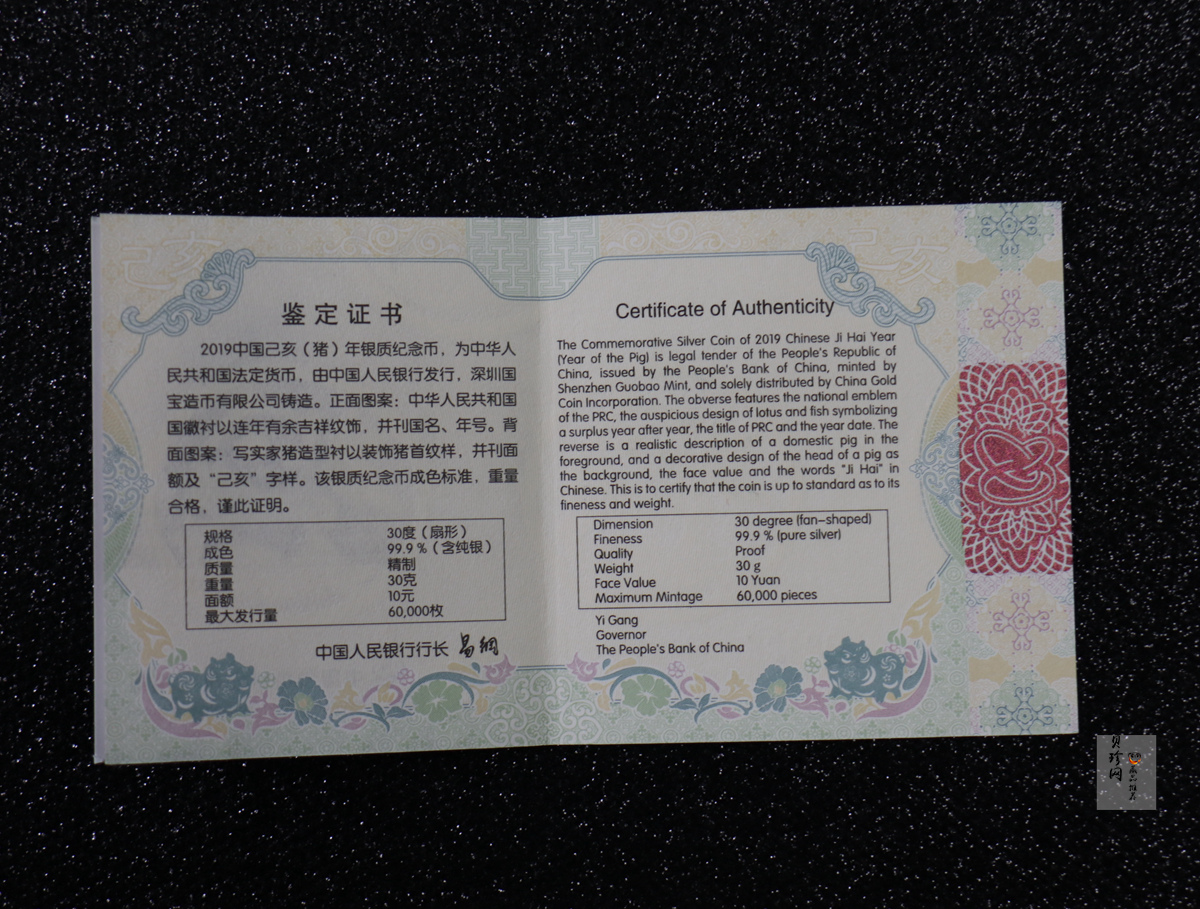 己亥
鉴定证书
2019中国己亥（猪）年银质纪念币，为中华人
民共和国法定货币，由中国人民银行发行，深圳国
宝造币有限公司铸造。正面图案：中华人民共和国
国徽衬以连年有余吉祥纹饰，并刊国名、年号。背
面图案：写实家猪造型衬以装饰猪首纹样，并刊面
额及“己亥”字样。该银质纪念币成色标准，重量
合格，谨此证明。
规格 30度（扇形）
成色 99.9％（含纯银）
质量 精制
重量 30克
面额 10元
最大发行量 60,000枚
中国人民银行行长 易纲
己亥
Certificate of Authenticity
The Commemorative Silver Coin of 2019 Chinese Ji Hai Year
(Year of the Pig) is legal tender of the People's Republic of
China, issued by the People's Bank of China, minted by
Shenzhen Guobao Mint, and solely distributed by China Gold
Coin Incorporation. The obverse features the national emblem
of the PRC, the auspicious design of lotus and fish symbolizing
a surplus year after year, the title of PRC and the year date. The
reverse is a realistic description of a domestic pig in the
foreground, and a decorative design of the head of a pig as
the background, the face value and the words "Ji Hai" in
Chinese. This is to certify that the coin is up to standard as to its
fineness and weight.
Dimension 30 degree (fan-shaped)
Fineness 99.9 % (pure silver)
Quality Proof
Weight 30 g
Face Value 10 Yuan
Maximum Mintage 60,000 pieces
Yi Gang
Governor
The People's Bank of China
贝珍网